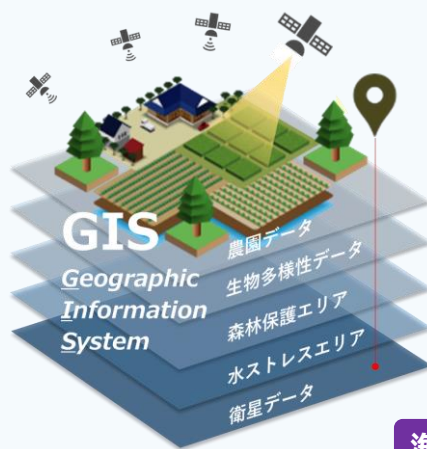 GIS
Geographic
Information
System
農園データ
生物多様性データ
森林保護エリア
水ストレスエリア
衛星データ